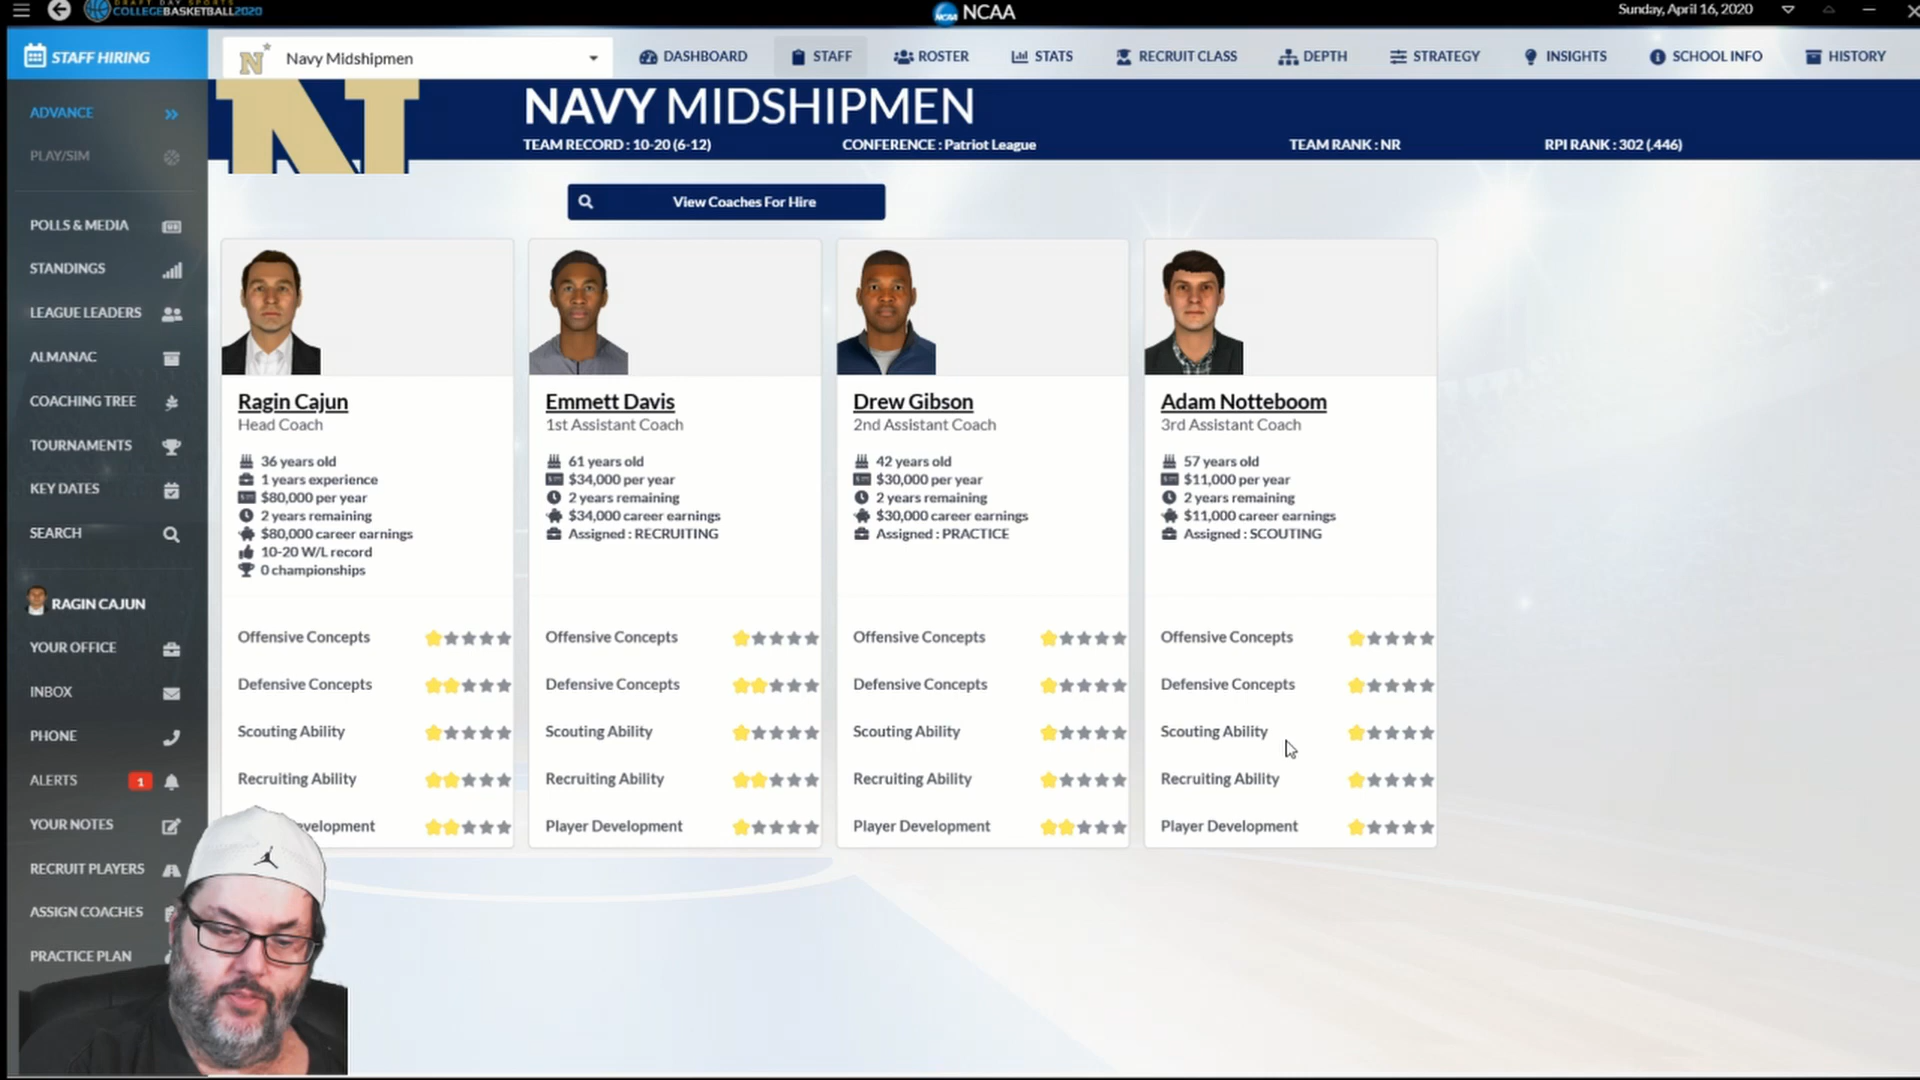 DRAFT DAY SPORTS
COLLEGEBASKETBALL2020
NCAA NCAA
Sunday, April 16, 2020
STAFF HIRING
N Navy Midshipmen
DASHBOARD STAFF ROSTER STATS RECRUIT CLASS DEPTH STRATEGY INSIGHTS SCHOOL INFO HISTORY
ADVANCE
PLAY/SIM
POLLS & MEDIA
STANDINGS
LEAGUE LEADERS
ALMANAC
COACHING TREE
TOURNAMENTS
KEY DATES
SEARCH
RAGIN CAJUN
YOUR OFFICE
INBOX
PHONE
ALERTS 1
YOUR NOTES
RECRUIT PLAYERS
ASSIGN COACHES
PRACTICE PLAN
N
NAVY MIDSHIPMEN
TEAM RECORD : 10-20 (6-12) CONFERENCE : Patriot League TEAM RANK : NR RPI RANK : 302 (.446)
View Coaches For Hire
Ragin Cajun
Head Coach
36 years old
1 years experience
$80,000 per year
2 years remaining
$80,000 career earnings
10-20 W/L record
0 championships
Offensive Concepts
Defensive Concepts
Scouting Ability
Recruiting Ability
evelopment
Emmett Davis
1st Assistant Coach
61 years old
$34,000 per year
2 years remaining
$34,000 career earnings
Assigned : RECRUITING
Offensive Concepts
Defensive Concepts
Scouting Ability
Recruiting Ability
Player Development
Drew Gibson
2nd Assistant Coach
42 years old
$30,000 per year
2 years remaining
$30,000 career earnings
Assigned : PRACTICE
Offensive Concepts
Defensive Concepts
Scouting Ability
Recruiting Ability
Player Development
Adam Notteboom
3rd Assistant Coach
57 years old
$11,000 per year
2 years remaining
$11,000 career earnings
Assigned : SCOUTING
Offensive Concepts
Defensive Concepts
Scouting Ability
Recruiting Ability
Player Development